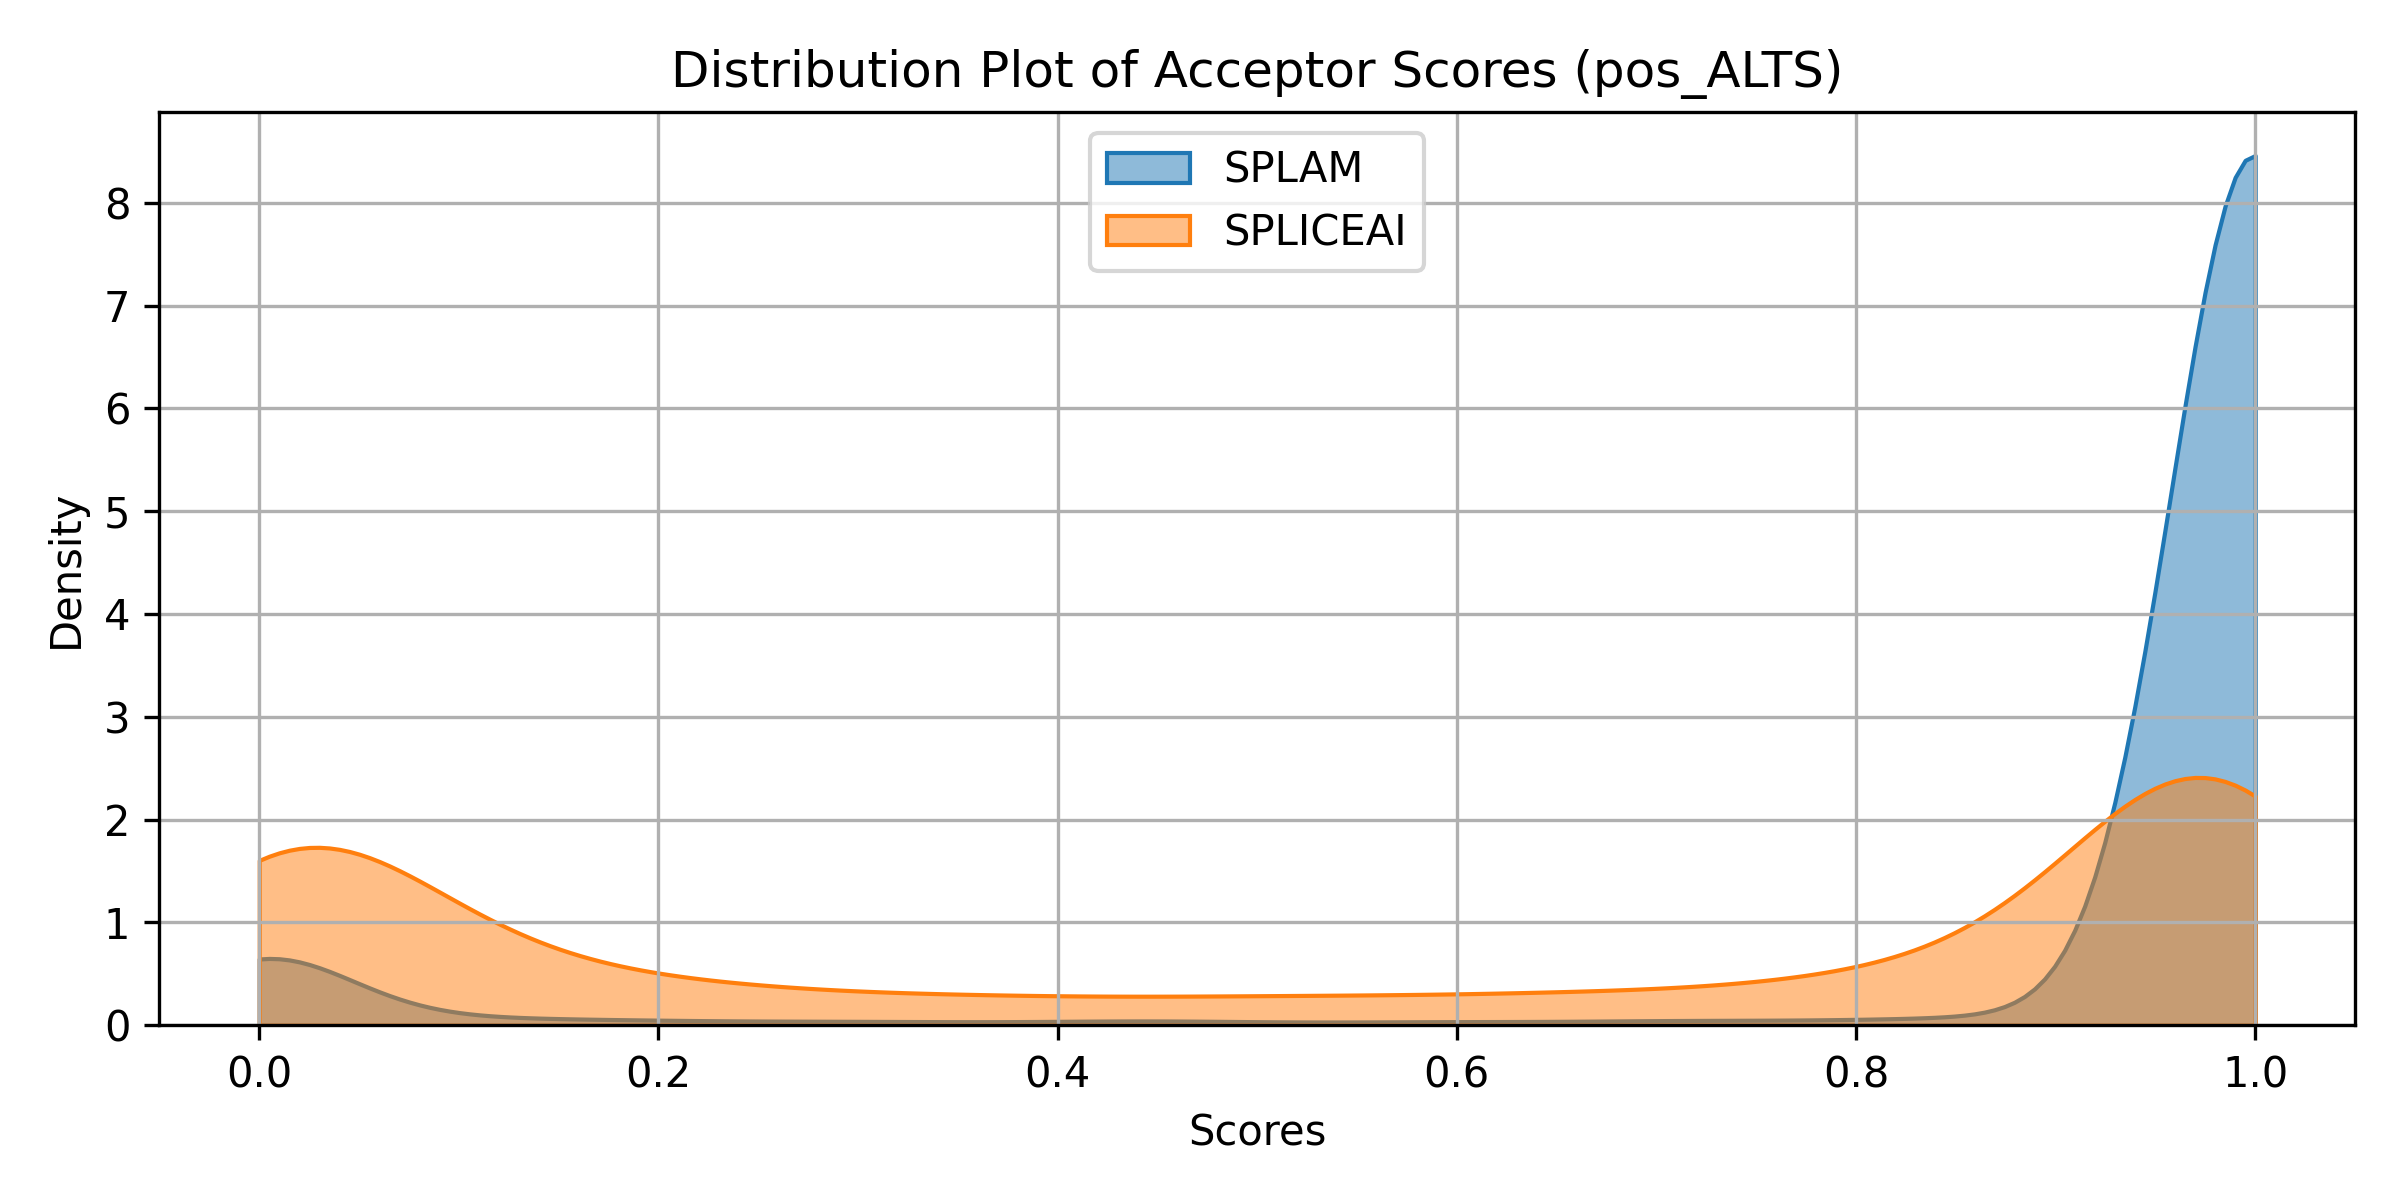 Distribution Plot of Acceptor Scores (pos_ALTS)
SPLAM
SPLICEAI
Density
8
7
6
5
4
3
2
1
0
0.0 0.2 0.4 0.6 0.8 1.0
Scores